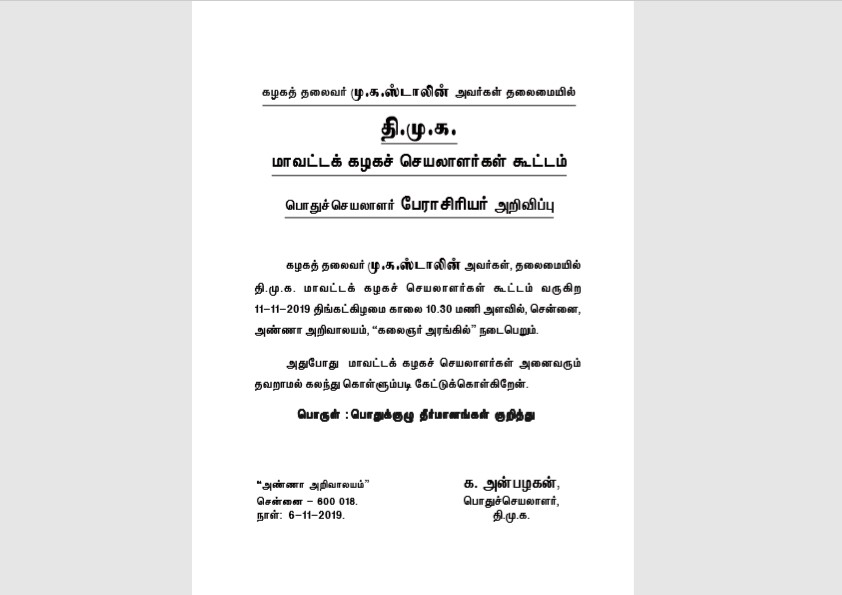 கழகத் தலைவர் மு.க.ஸ்டாலின் அவர்கள் தலைமையில்
தி.மு.க.
மாவட்டக் கழகச் செயலாளர்கள் கூட்டம்
பொதுச்செயலாளர் பேராசிரியர் அறிவிப்பு
கழகத் தலைவர் மு.க.ஸ்டாலின் அவர்கள், தலைமையில்
தி.மு.க. மாவட்டக் கழகச் செயலாளர்கள் கூட்டம் வருகிற
11–11–2019 திங்கட்கிழமை காலை 10.30 மணி அளவில், சென்னை,
அண்ணா அறிவாலயம், “கலைஞர் அரங்கில்” நடைபெறும்.
அதுபோது மாவட்டக் கழகச் செயலாளர்கள் அனைவரும்
தவறாமல் கலந்து கொள்ளும்படி கேட்டுக்கொள்கிறேன்.
பொருள் : பொதுக்குழு தீர்மானங்கள் குறித்து
“அண்ணா அறிவாலயம்”
சென்னை – 600 018.
நாள்: 6–11–2019.
க. அன்பழகன்,
பொதுச்செயலாளர்,
தி.மு.க.